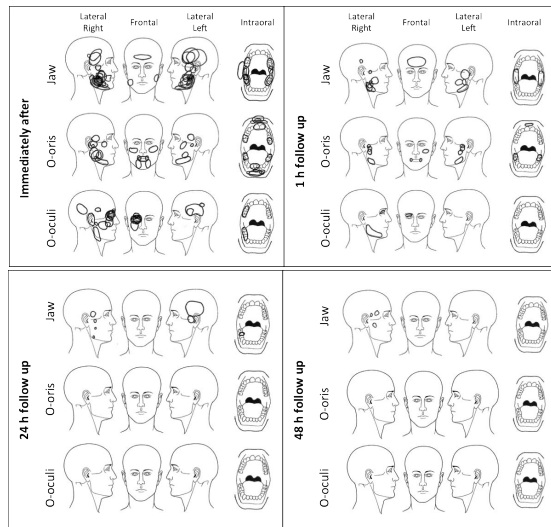 Lateral Right Frontal Lateral Left Intraoral
Immediately after
Jaw
O-oris
O-oculi
Lateral Right Frontal Lateral Left Intraoral
1 h follow up
Jaw
O-oris
O-oculi
24 h follow up
Jaw
O-oris
O-oculi
48 h follow up
Jaw
O-oris
O-oculi